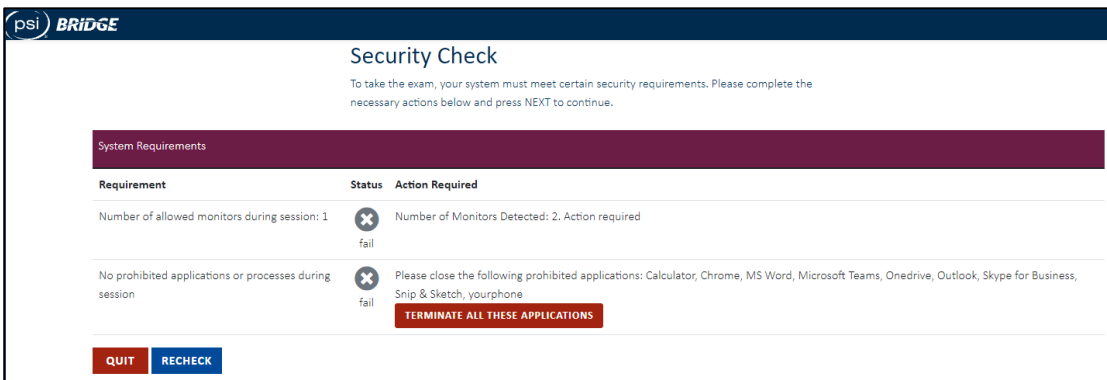 psi BRIDGE
Security Check
To take the exam, your system must meet certain security requirements. Please complete the
necessary actions below and press NEXT to continue.
System Requirements
Requirement Status Action Required
Number of allowed monitors during session: 1 fail Number of Monitors Detected: 2. Action required
No prohibited applications or processes during
session
fail
Please close the following prohibited applications: Calculator, Chrome, MS Word, Microsoft Teams, Onedrive, Outlook, Skype for Business,
Snip & Sketch, yourphone
TERMINATE ALL THESE APPLICATIONS
QUIT RECHECK